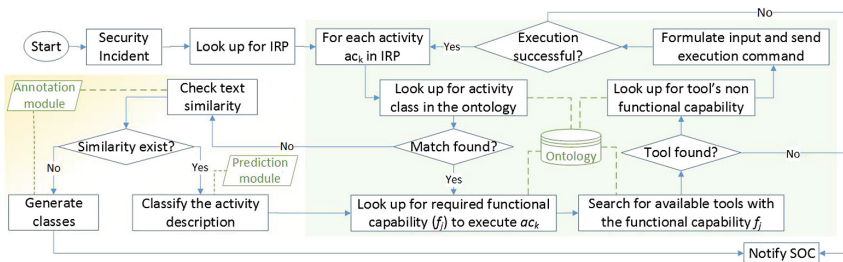 Start
Security
Incident
Look up for IRP
For each activity
ack in IRP
Yes
Execution
successful?
No
Formulate input and send
execution command
Annotation
module
Check text
similarity
Look up for activity
class in the ontology
Look up for tool's non
functional capability
Similarity exist?
No
Match found?
Ontology
Tool found?
No
No
Yes
Prediction
module
Yes
Generate
classes
Classify the activity
description
Look up for required functional
capability (fj) to execute ack
Search for available tools with
the functional capability fj
Notify SOC